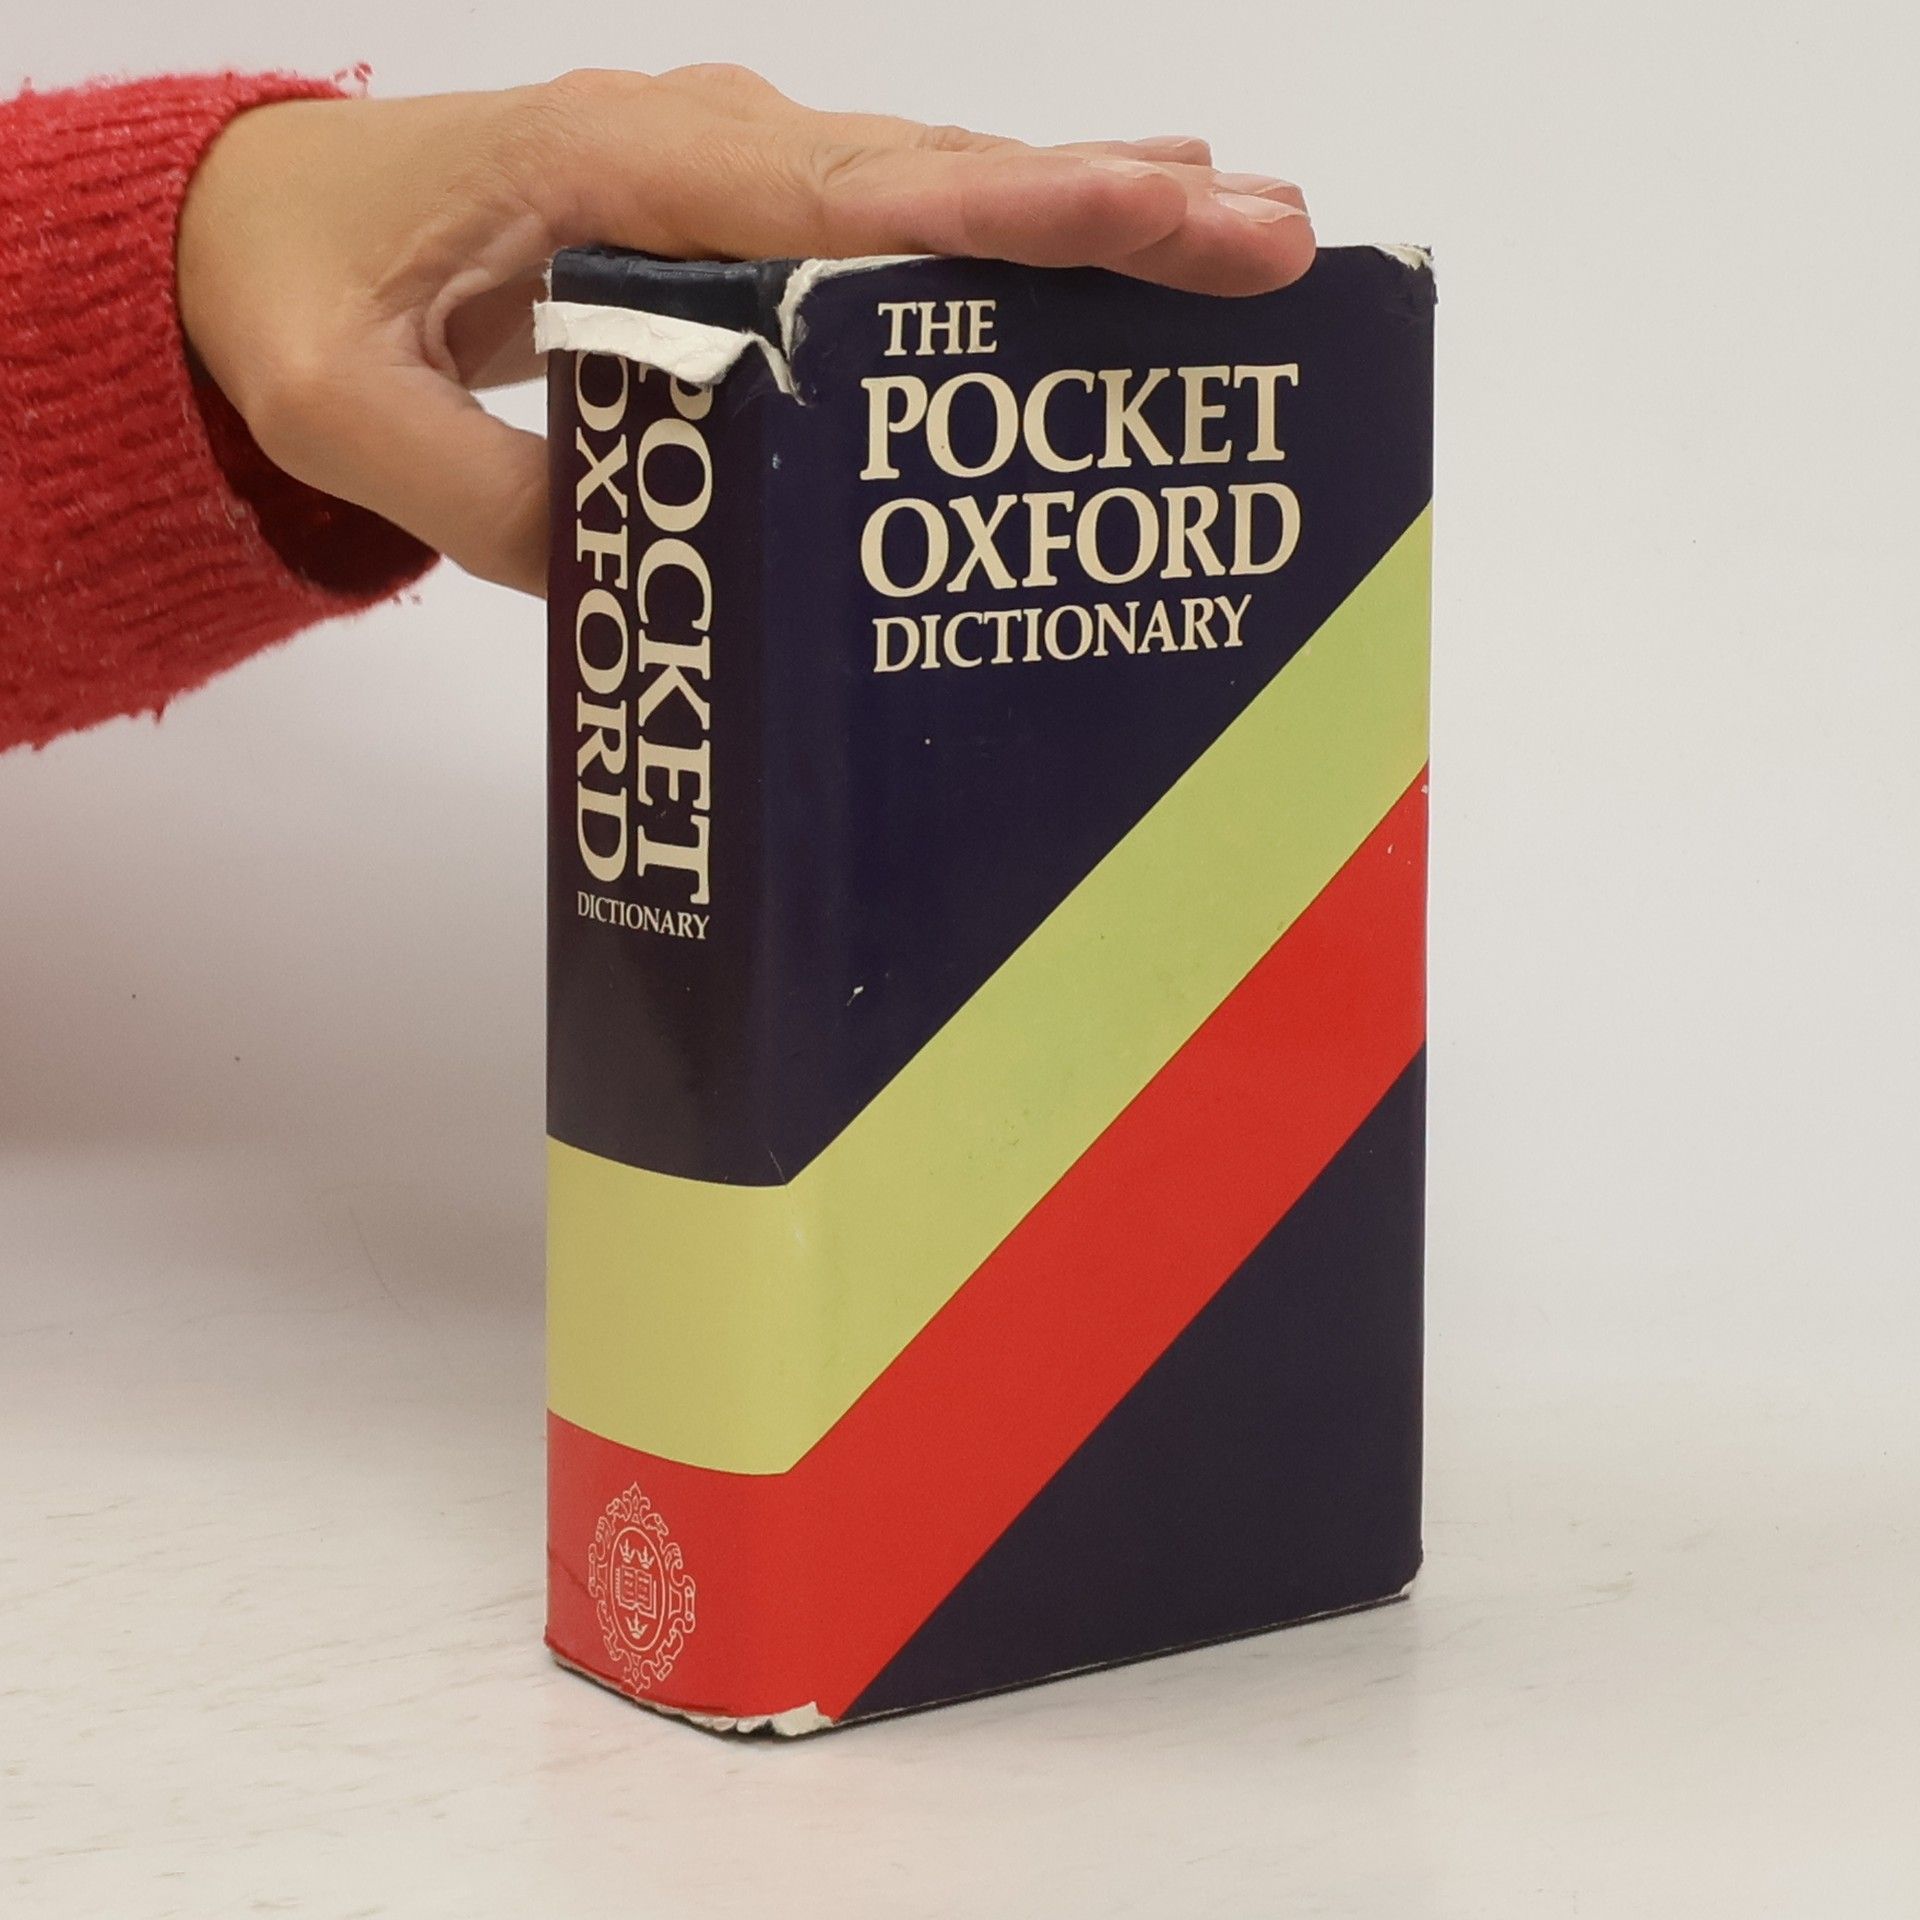 POCKET
OXFORD
DICTIONARY
THE
POCKET
OXFORD
DICTIONARY